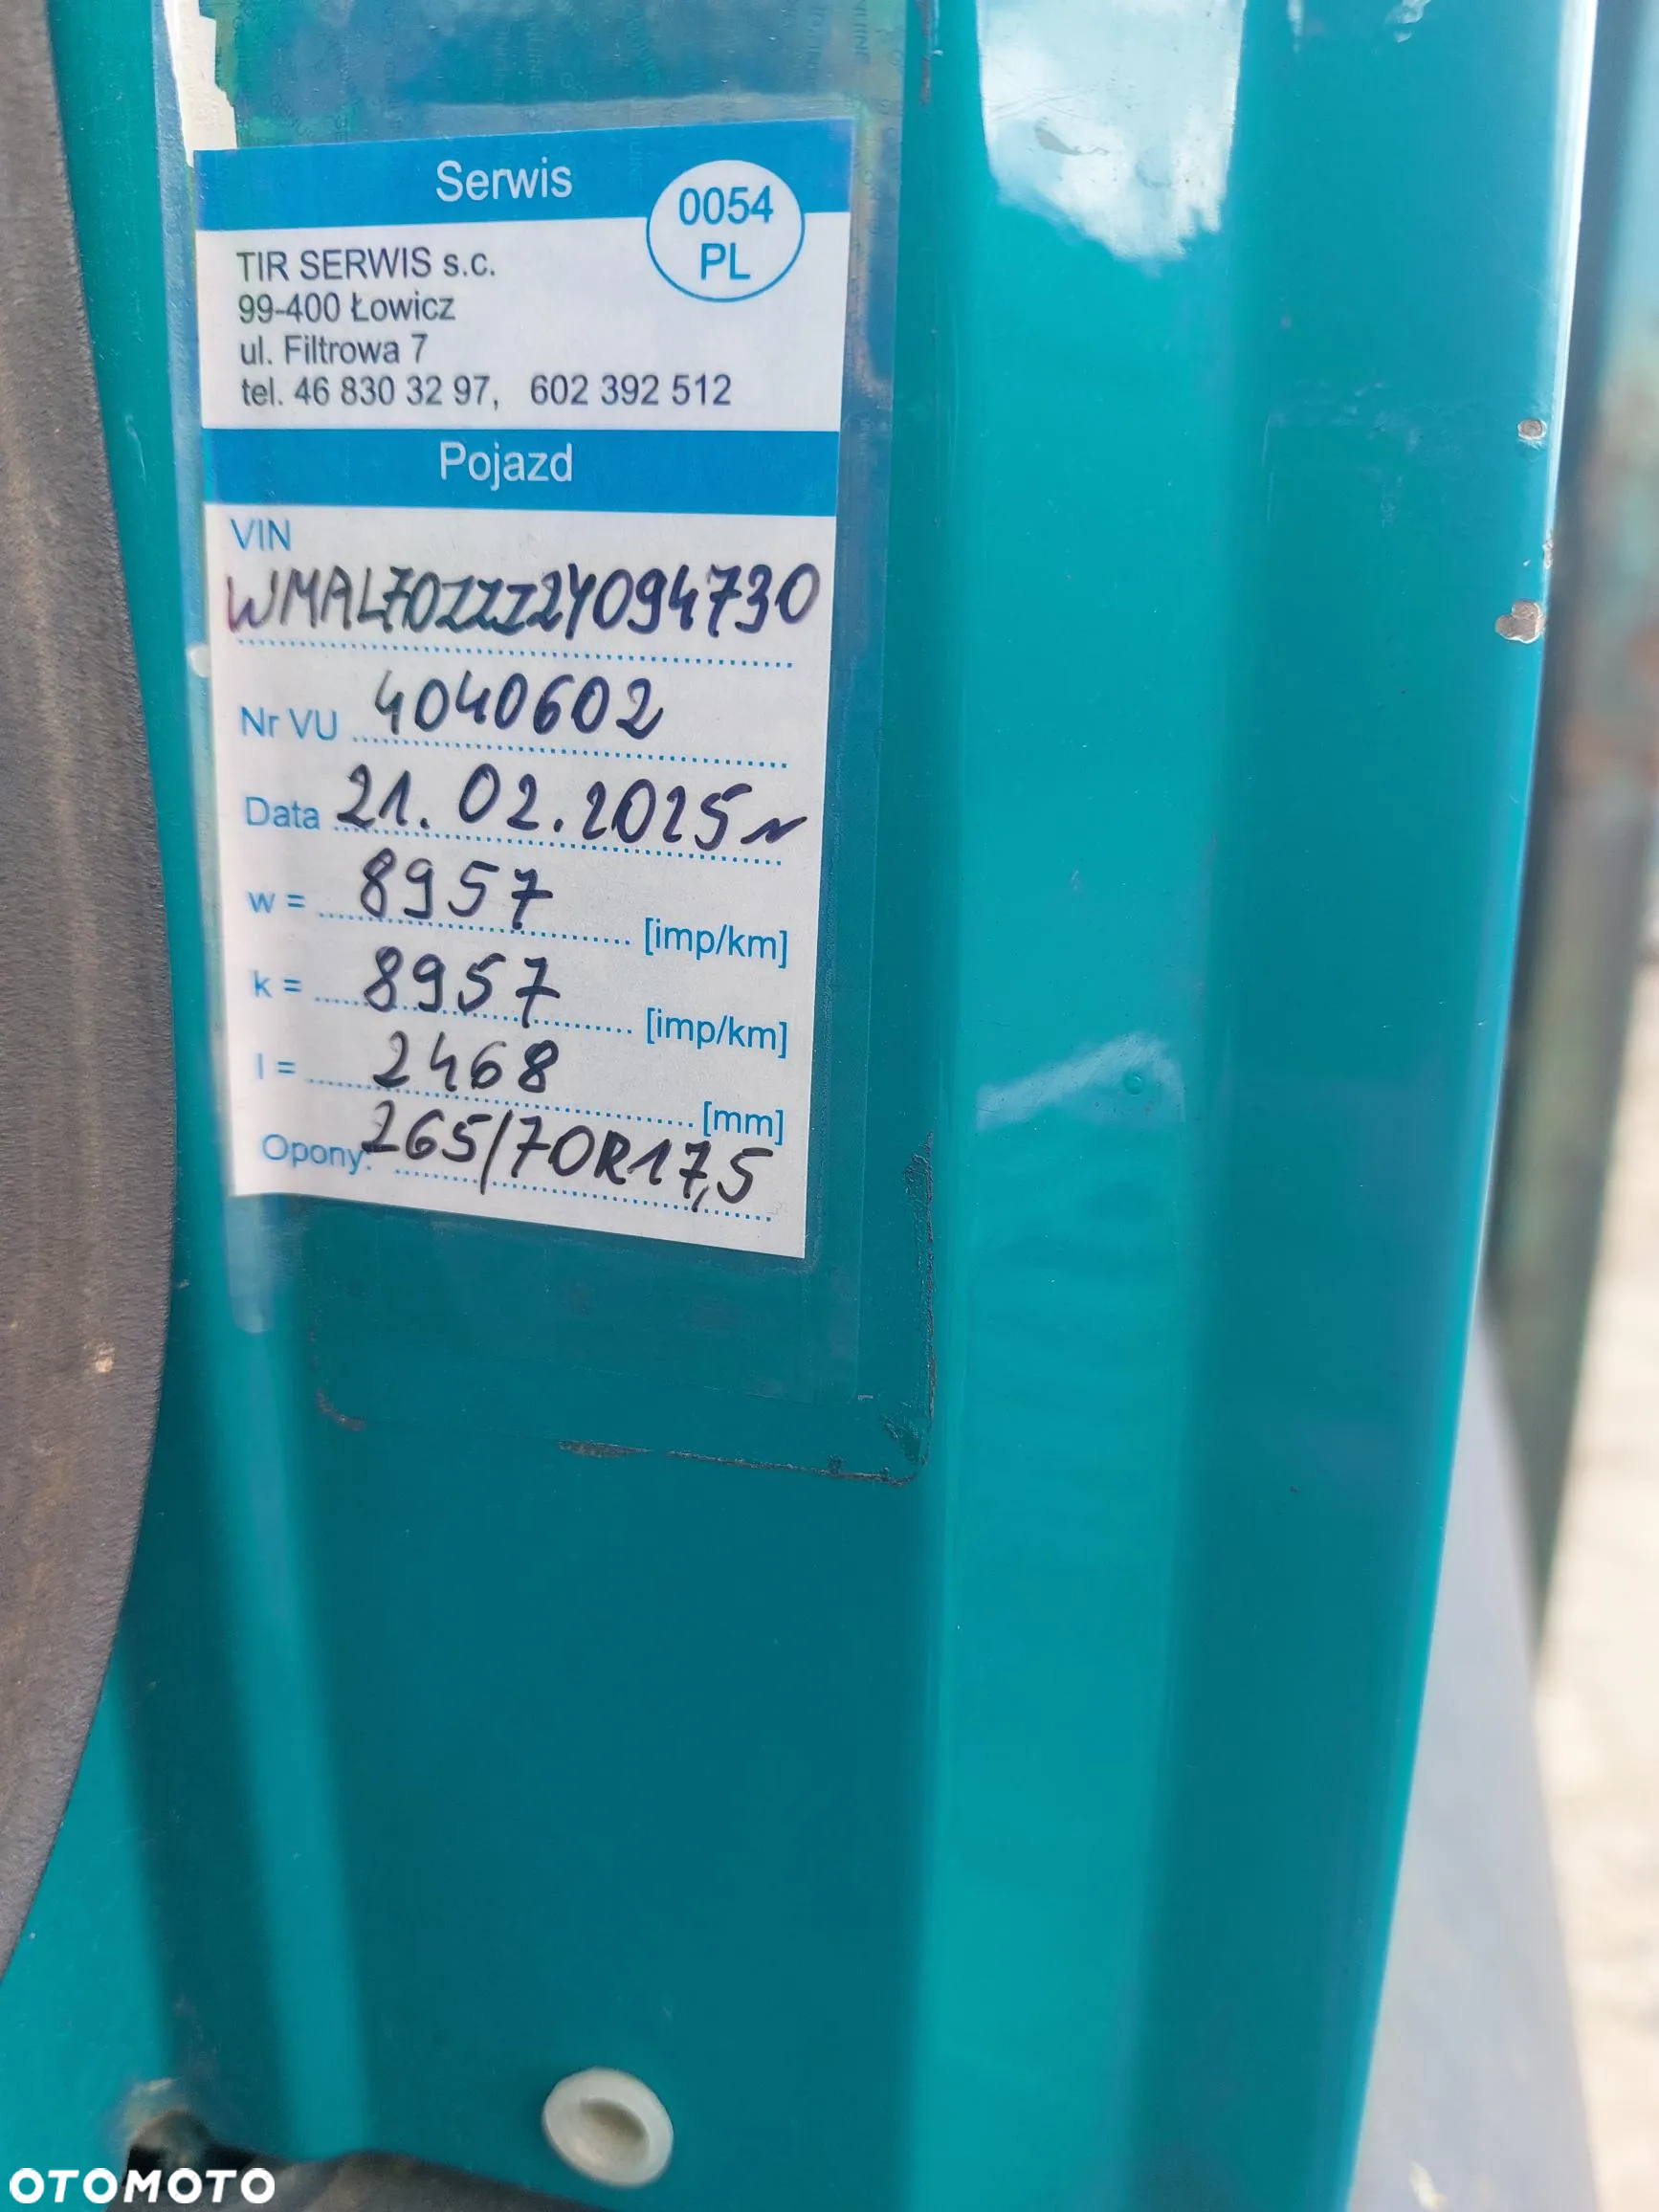 Serwis
0054
PL
TIR SERWIS s.c.
99-400 Łowicz
ul. Filtrowa 7
tel. 46 830 32 97, 602 392 512
Pojazd
VIN
WMAL70ZZZ2Y094730
Nr VU 4040602
Data 21.02.2025r
w = 8957 [imp/km]
k = 8957 [imp/km]
l = 2468 [mm]
Opony: 265/70R17,5
OTOMOTO